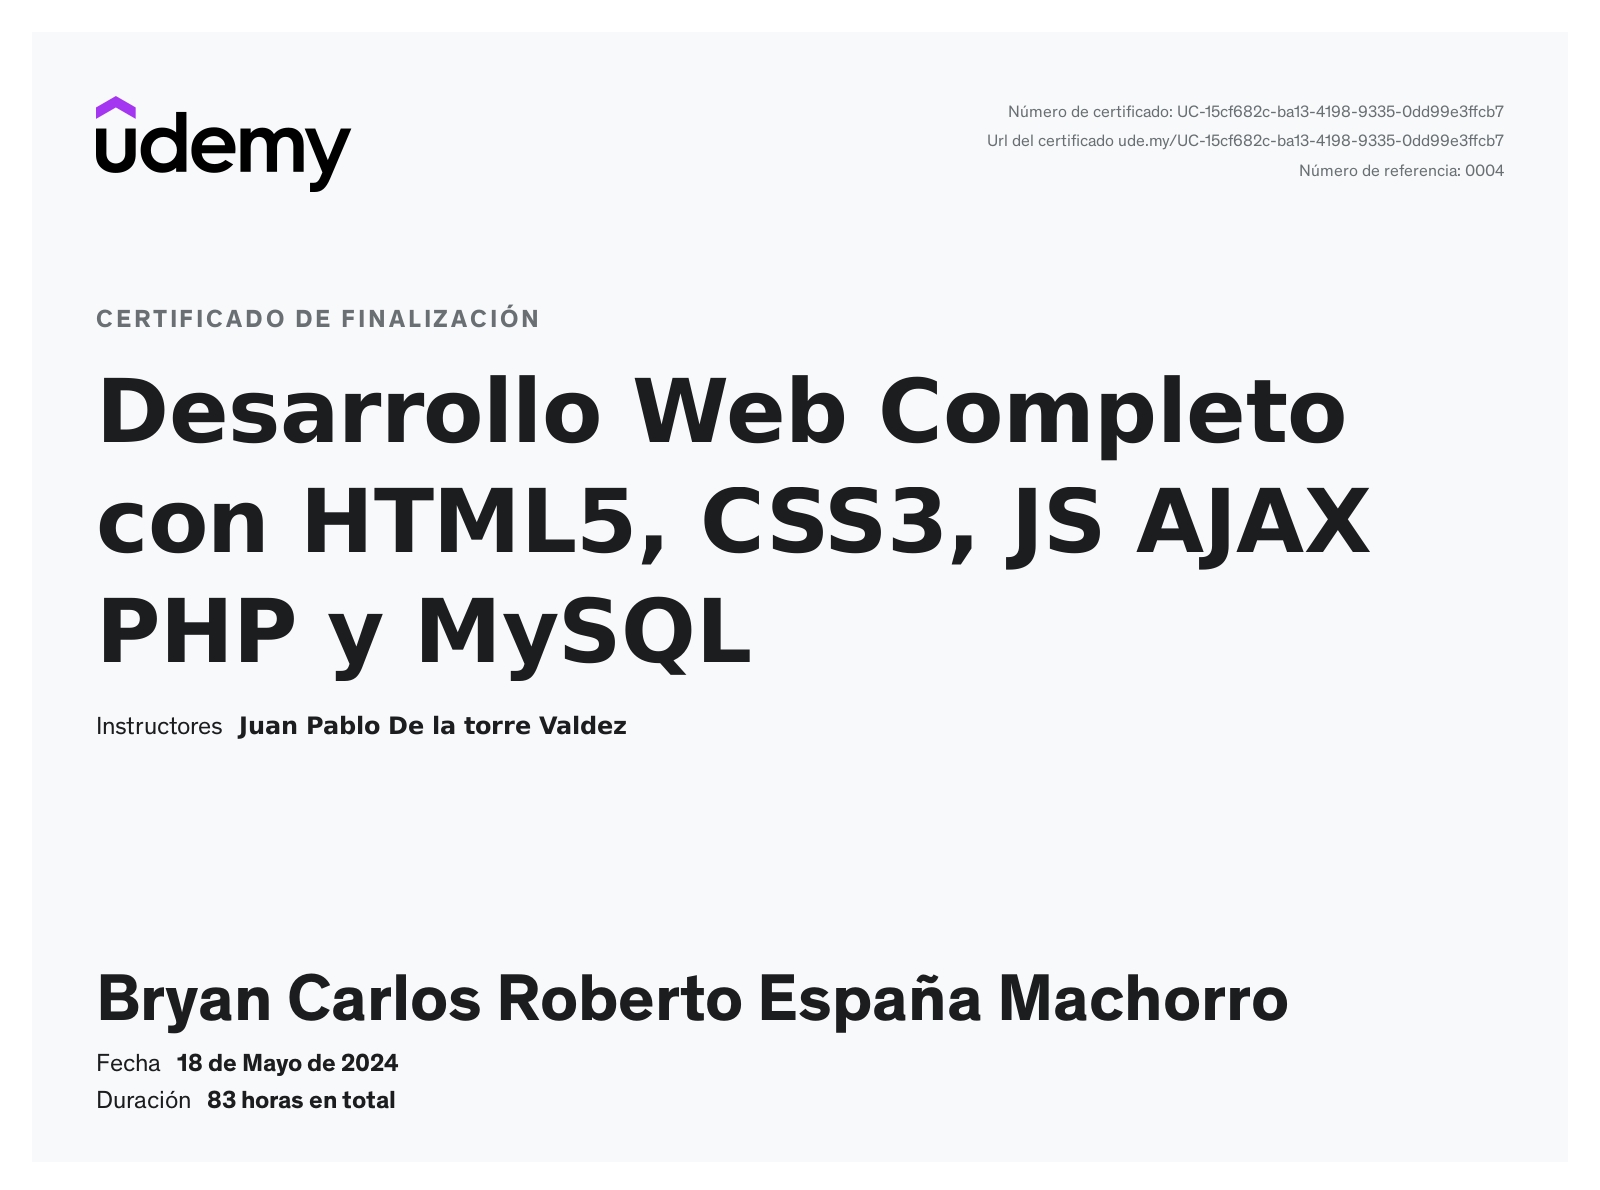 udemy
Número de certificado: UC-15cf682c-ba13-4198-9335-0dd99e3ffcb7
Url del certificado ude.my/UC-15cf682c-ba13-4198-9335-0dd99e3ffcb7
Número de referencia: 0004
CERTIFICADO DE FINALIZACIÓN
Desarrollo Web Completo
con HTML5, CSS3, JS AJAX
PHP y MySQL
Instructores Juan Pablo De la torre Valdez
Bryan Carlos Roberto España Machorro
Fecha 18 de Mayo de 2024
Duración 83 horas en total